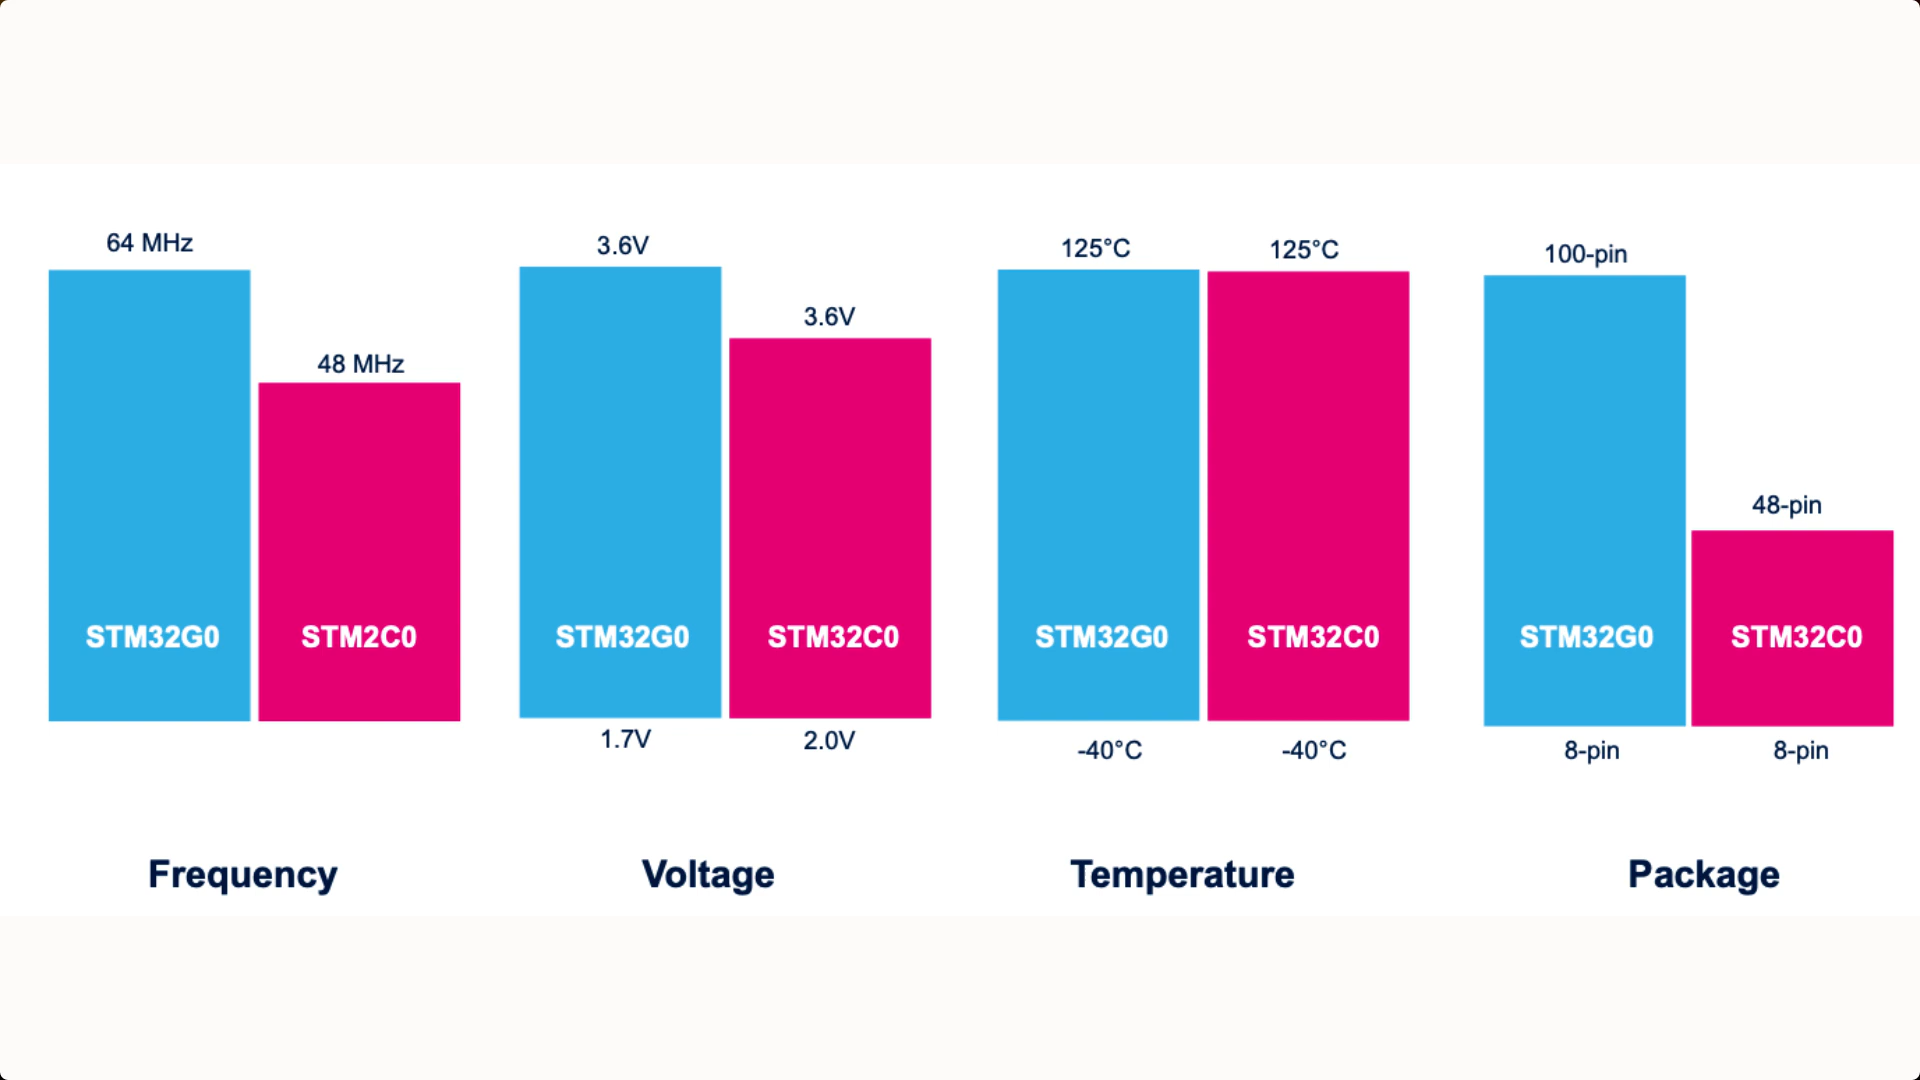 64 MHz
48 MHz
STM32G0
STM2C0
Frequency
3.6V
3.6V
STM32G0
STM32C0
1.7V
2.0V
Voltage
125°C
125°C
STM32G0
STM32C0
-40°C
-40°C
Temperature
100-pin
48-pin
STM32G0
STM32C0
8-pin
8-pin
Package